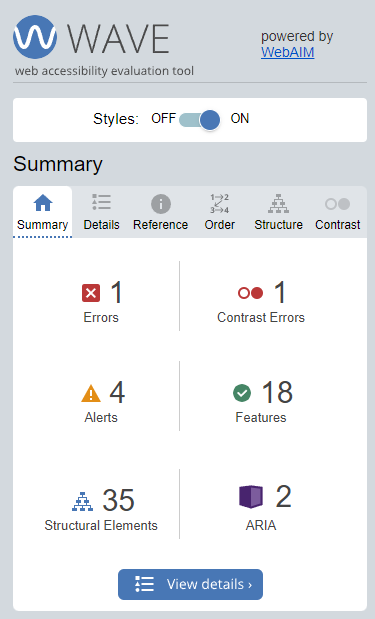 WAVE
web accessibility evaluation tool
powered by
WebAIM
Styles: OFF ON
Summary
Summary Details Reference Order Structure Contrast
1 Errors
1 Contrast Errors
4 Alerts
18 Features
35 Structural Elements
2 ARIA
View details ›